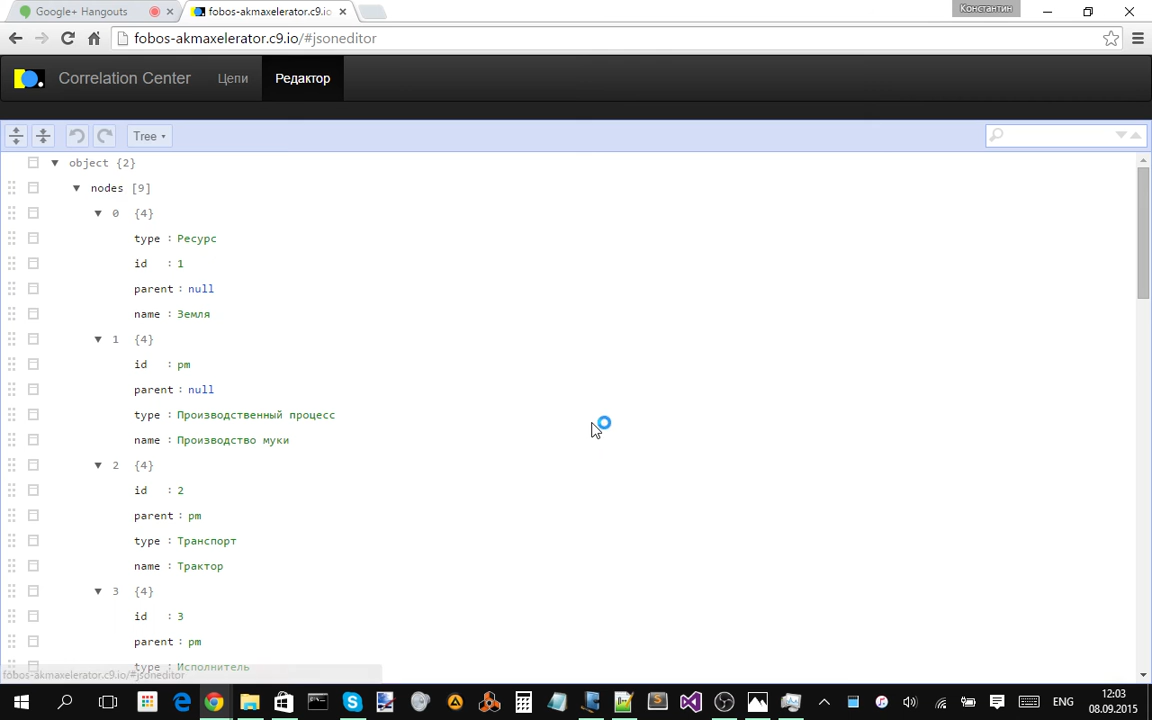 Google+ Hangouts
fobos-akmaxelerator.c9.io
Константин
fobos-akmaxelerator.c9.io/#jsoneditor
Correlation Center Цепи Редактор
Tree
object {2}
nodes [9]
0 {4}
type : Ресурс
id : 1
parent : null
name : Земля
1 {4}
id : pm
parent : null
type : Производственный процесс
name : Производство муки
2 {4}
id : 2
parent : pm
type : Транспорт
name : Трактор
3 {4}
id : 3
parent : pm
type : Исполнитель
fobos-akmaxelerator.c9.io/#jsoneditor
ENG
12:03
08.09.2015